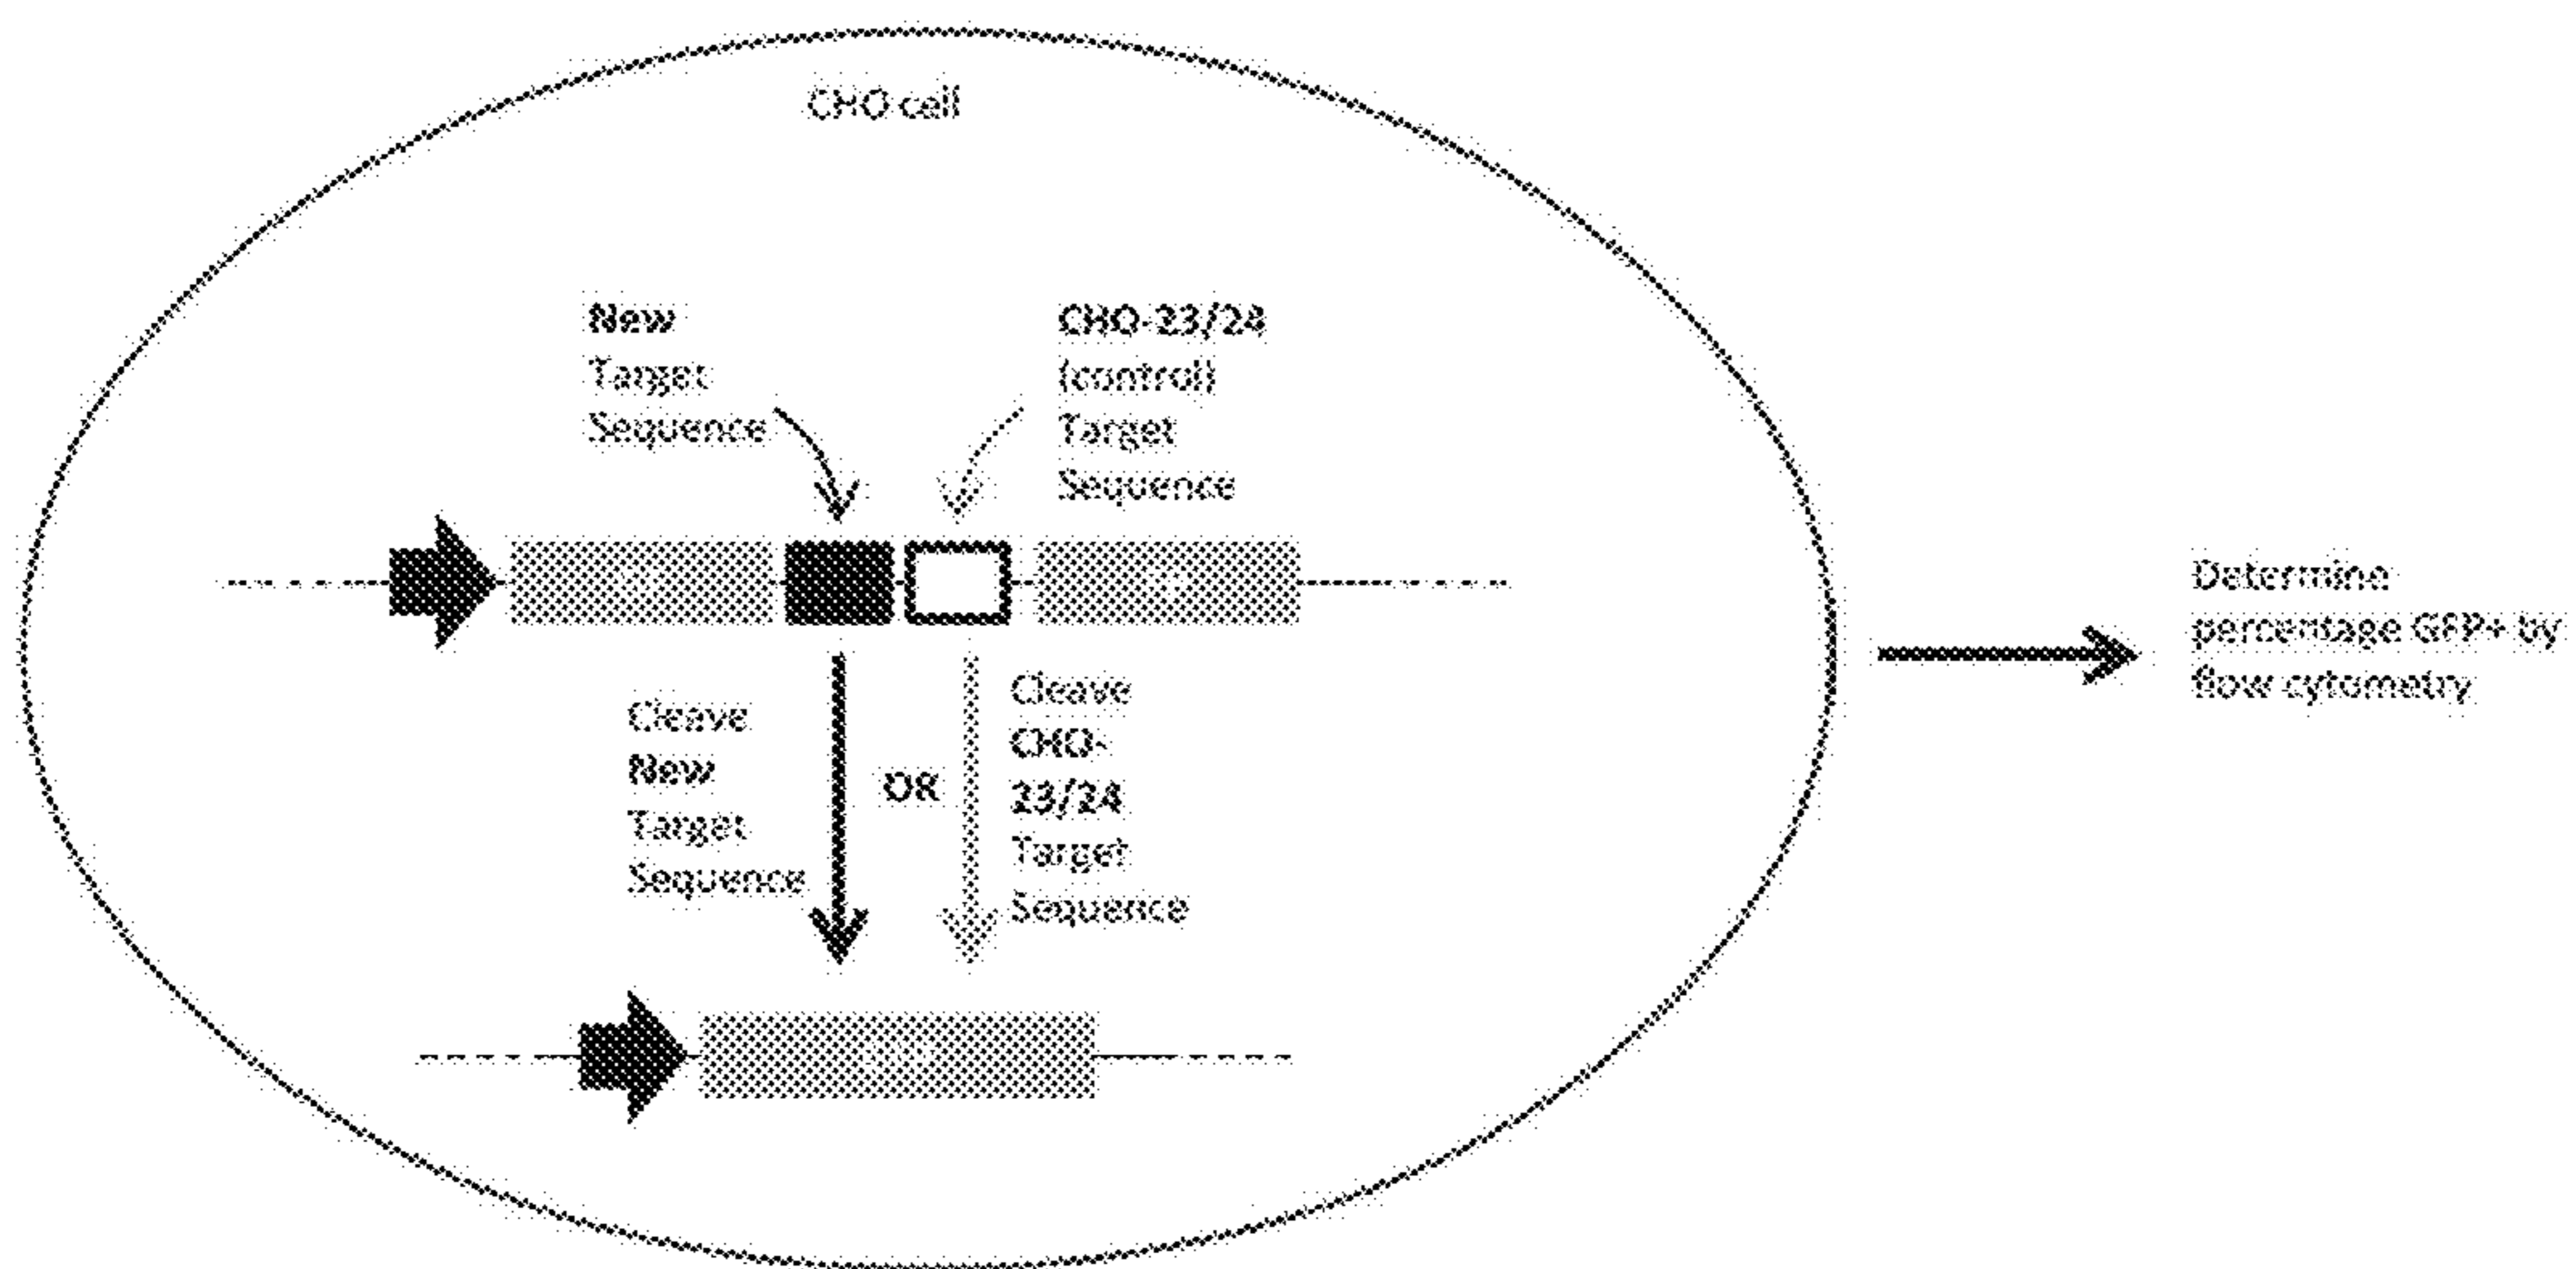 CHO cell
New
Target
Sequence
CHO-23/24
(control)
Target
Sequence
Determine
percentage GFP+ by
flow cytometry
Cleave
New
Target
Sequence
OR
Cleave
CHO-
23/24
Target
Sequence